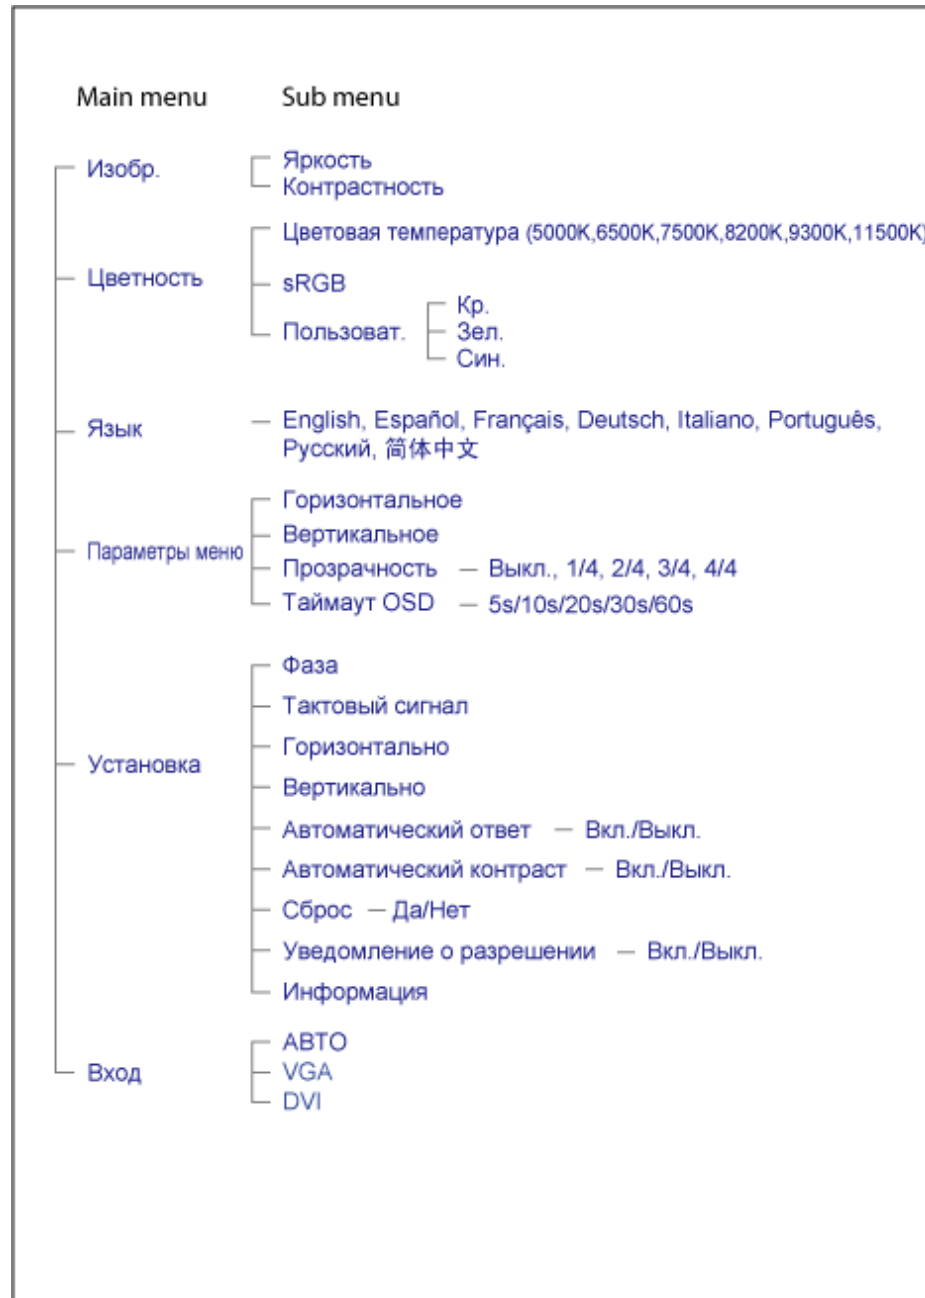 Main menu Sub menu
Изобр.
Яркость
Контрастность
Цветность
Цветовая температура (5000K,6500K,7500K,8200K,9300K,11500K)
sRGB
Пользоват.
Кр.
Зел.
Син.
Язык
English, Español, Français, Deutsch, Italiano, Português,
Русский, 简体中文
Параметры меню
Горизонтальное
Вертикальное
Прозрачность — Выкл., 1/4, 2/4, 3/4, 4/4
Таймаут OSD — 5s/10s/20s/30s/60s
Установка
Фаза
Тактовый сигнал
Горизонтально
Вертикально
Автоматический ответ — Вкл./Выкл.
Автоматический контраст — Вкл./Выкл.
Сброс — Да/Нет
Уведомление о разрешении — Вкл./Выкл.
Информация
Вход
АВТО
VGA
DVI